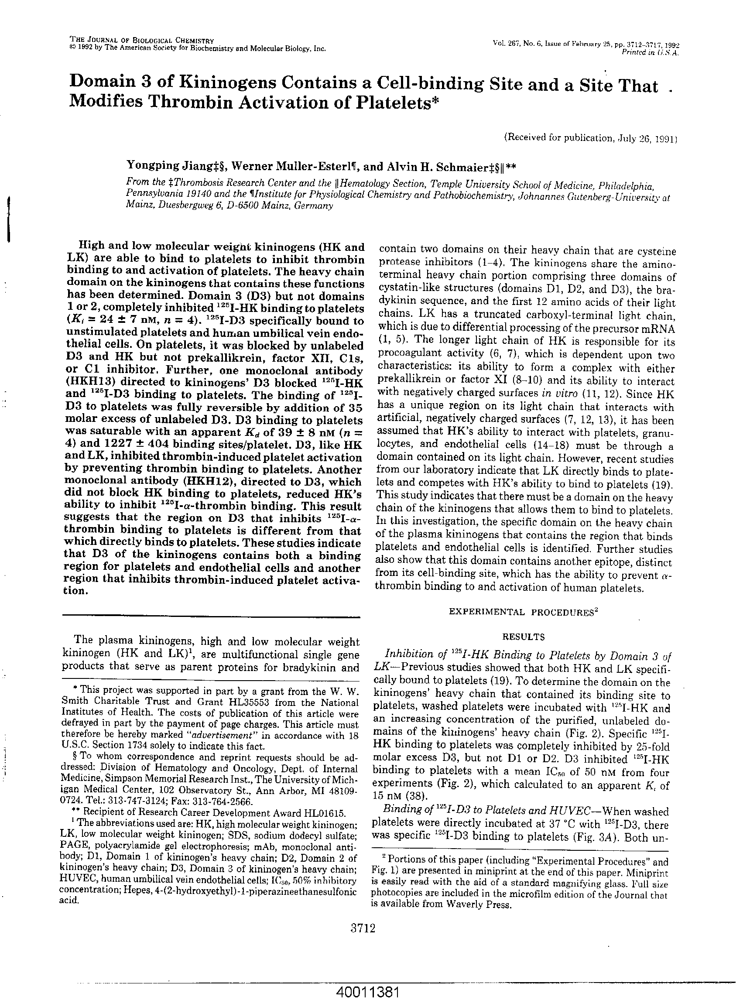 THE JOURNAL OF BIOLOGICAL CHEMISTRY
© 1992 by The American Society for Biochemistry and Molecular Biology, Inc.
Vol. 267, No. 6, Issue of February 25, pp. 3712-3717, 1992
Printed in U.S.A.
Domain 3 of Kininogens Contains a Cell-binding Site and a Site That
Modifies Thrombin Activation of Platelets*
(Received for publication, July 26, 1991)
Yongping Jiang‡§, Werner Muller-Esterl¶, and Alvin H. Schmaier‡§‖**
From the ‡Thrombosis Research Center and the ‖Hematology Section, Temple University School of Medicine, Philadelphia,
Pennsylvania 19140 and the ¶Institute for Physiological Chemistry and Pathobiochemistry, Johnannes Gutenberg-University at
Mainz, Duesbergweg 6, D-6500 Mainz, Germany
High and low molecular weight kininogens (HK and
LK) are able to bind to platelets to inhibit thrombin
binding to and activation of platelets. The heavy chain
domain on the kininogens that contains these functions
has been determined. Domain 3 (D3) but not domains
1 or 2, completely inhibited ¹²⁵I-HK binding to platelets
(Kᵢ = 24 ± 7 nM, n = 4). ¹²⁵I-D3 specifically bound to
unstimulated platelets and human umbilical vein endo-
thelial cells. On platelets, it was blocked by unlabeled
D3 and HK but not prekallikrein, factor XII, C1s,
or C1 inhibitor. Further, one monoclonal antibody
(HKH13) directed to kininogens' D3 blocked ¹²⁵I-HK
and ¹²⁵I-D3 binding to platelets. The binding of ¹²⁵I-
D3 to platelets was fully reversible by addition of 35
molar excess of unlabeled D3. D3 binding to platelets
was saturable with an apparent Kd of 39 ± 8 nM (n =
4) and 1227 ± 404 binding sites/platelet. D3, like HK
and LK, inhibited thrombin-induced platelet activation
by preventing thrombin binding to platelets. Another
monoclonal antibody (HKH12), directed to D3, which
did not block HK binding to platelets, reduced HK's
ability to inhibit ¹²⁵I-α-thrombin binding. This result
suggests that the region on D3 that inhibits ¹²⁵I-α-
thrombin binding to platelets is different from that
which directly binds to platelets. These studies indicate
that D3 of the kininogens contains both a binding
region for platelets and endothelial cells and another
region that inhibits thrombin-induced platelet activa-
tion.
The plasma kininogens, high and low molecular weight
kininogen (HK and LK)¹, are multifunctional single gene
products that serve as parent proteins for bradykinin and
* This project was supported in part by a grant from the W. W.
Smith Charitable Trust and Grant HL35553 from the National
Institutes of Health. The costs of publication of this article were
defrayed in part by the payment of page charges. This article must
therefore be hereby marked "advertisement" in accordance with 18
U.S.C. Section 1734 solely to indicate this fact.
§ To whom correspondence and reprint requests should be ad-
dressed: Division of Hematology and Oncology, Dept. of Internal
Medicine, Simpson Memorial Research Inst., The University of Mich-
igan Medical Center, 102 Observatory St., Ann Arbor, MI 48109-
0724. Tel.: 313-747-3124; Fax: 313-764-2566.
** Recipient of Research Career Development Award HL01615.
¹ The abbreviations used are: HK, high molecular weight kininogen;
LK, low molecular weight kininogen; SDS, sodium dodecyl sulfate;
PAGE, polyacrylamide gel electrophoresis; mAb, monoclonal anti-
body; D1, Domain 1 of kininogen's heavy chain; D2, Domain 2 of
kininogen's heavy chain; D3, Domain 3 of kininogen's heavy chain;
HUVEC, human umbilical vein endothelial cells; IC₅₀, 50% inhibitory
concentration; Hepes, 4-(2-hydroxyethyl)-1-piperazineethanesulfonic
acid.
contain two domains on their heavy chain that are cysteine
protease inhibitors (1-4). The kininogens share the amino-
terminal heavy chain portion comprising three domains of
cystatin-like structures (domains D1, D2, and D3), the bra-
dykinin sequence, and the first 12 amino acids of their light
chains. LK has a truncated carboxyl-terminal light chain,
which is due to differential processing of the precursor mRNA
(1, 5). The longer light chain of HK is responsible for its
procoagulant activity (6, 7), which is dependent upon two
characteristics: its ability to form a complex with either
prekallikrein or factor XI (8-10) and its ability to interact
with negatively charged surfaces in vitro (11, 12). Since HK
has a unique region on its light chain that interacts with
artificial, negatively charged surfaces (7, 12, 13), it has been
assumed that HK's ability to interact with platelets, granu-
locytes, and endothelial cells (14-18) must be through a
domain contained on its light chain. However, recent studies
from our laboratory indicate that LK directly binds to plate-
lets and competes with HK's ability to bind to platelets (19).
This study indicates that there must be a domain on the heavy
chain of the kininogens that allows them to bind to platelets.
In this investigation, the specific domain on the heavy chain
of the plasma kininogens that contains the region that binds
platelets and endothelial cells is identified. Further studies
also show that this domain contains another epitope, distinct
from its cell-binding site, which has the ability to prevent α-
thrombin binding to and activation of human platelets.
EXPERIMENTAL PROCEDURES²
RESULTS
Inhibition of ¹²⁵I-HK Binding to Platelets by Domain 3 of
LK—Previous studies showed that both HK and LK specifi-
cally bound to platelets (19). To determine the domain on the
kininogens' heavy chain that contained its binding site to
platelets, washed platelets were incubated with ¹²⁵I-HK and
an increasing concentration of the purified, unlabeled do-
mains of the kininogens' heavy chain (Fig. 2). Specific ¹²⁵I-
HK binding to platelets was completely inhibited by 25-fold
molar excess D3, but not D1 or D2. D3 inhibited ¹²⁵I-HK
binding to platelets with a mean IC₅₀ of 50 nM from four
experiments (Fig. 2), which calculated to an apparent Kᵢ of
15 nM (38).
Binding of ¹²⁵I-D3 to Platelets and HUVEC—When washed
platelets were directly incubated at 37 °C with ¹²⁵I-D3, there
was specific ¹²⁵I-D3 binding to platelets (Fig. 3A). Both un-
² Portions of this paper (including "Experimental Procedures" and
Fig. 1) are presented in miniprint at the end of this paper. Miniprint
is easily read with the aid of a standard magnifying glass. Full size
photocopies are included in the microfilm edition of the Journal that
is available from Waverly Press.
3712
40011381